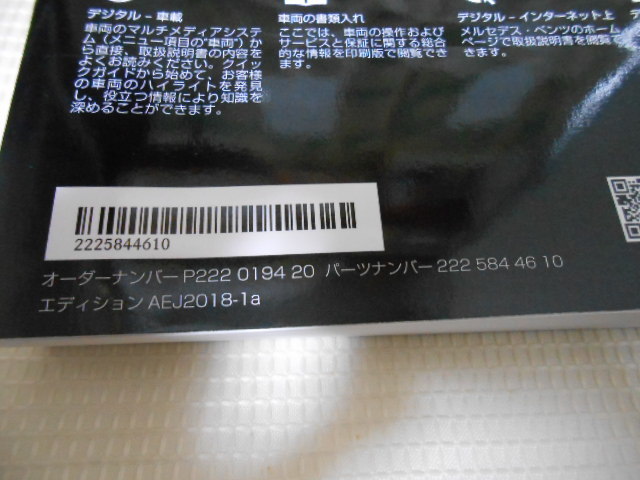 デジタル - 車載
車両のマルチメディアシステ
ム（メニュー項目の"車両"）か
ら直接、取扱説明書の内容を
よくお読みください。クイッ
クガイドから始めて、お客様
の車両のハイライトを発見
し、役立つ情報により知識を
深めることができます。
車両の書類入れ
ここでは、車両の操作および
サービスと保証に関する総合
的な情報を印刷版で閲覧でき
ます。
デジタル - インターネット上
メルセデス・ベンツのホーム
ページで取扱説明書を閲覧で
きます。
2225844610
オーダーナンバー P222 0194 20 パーツナンバー 222 584 46 10
エディション AEJ2018-1a